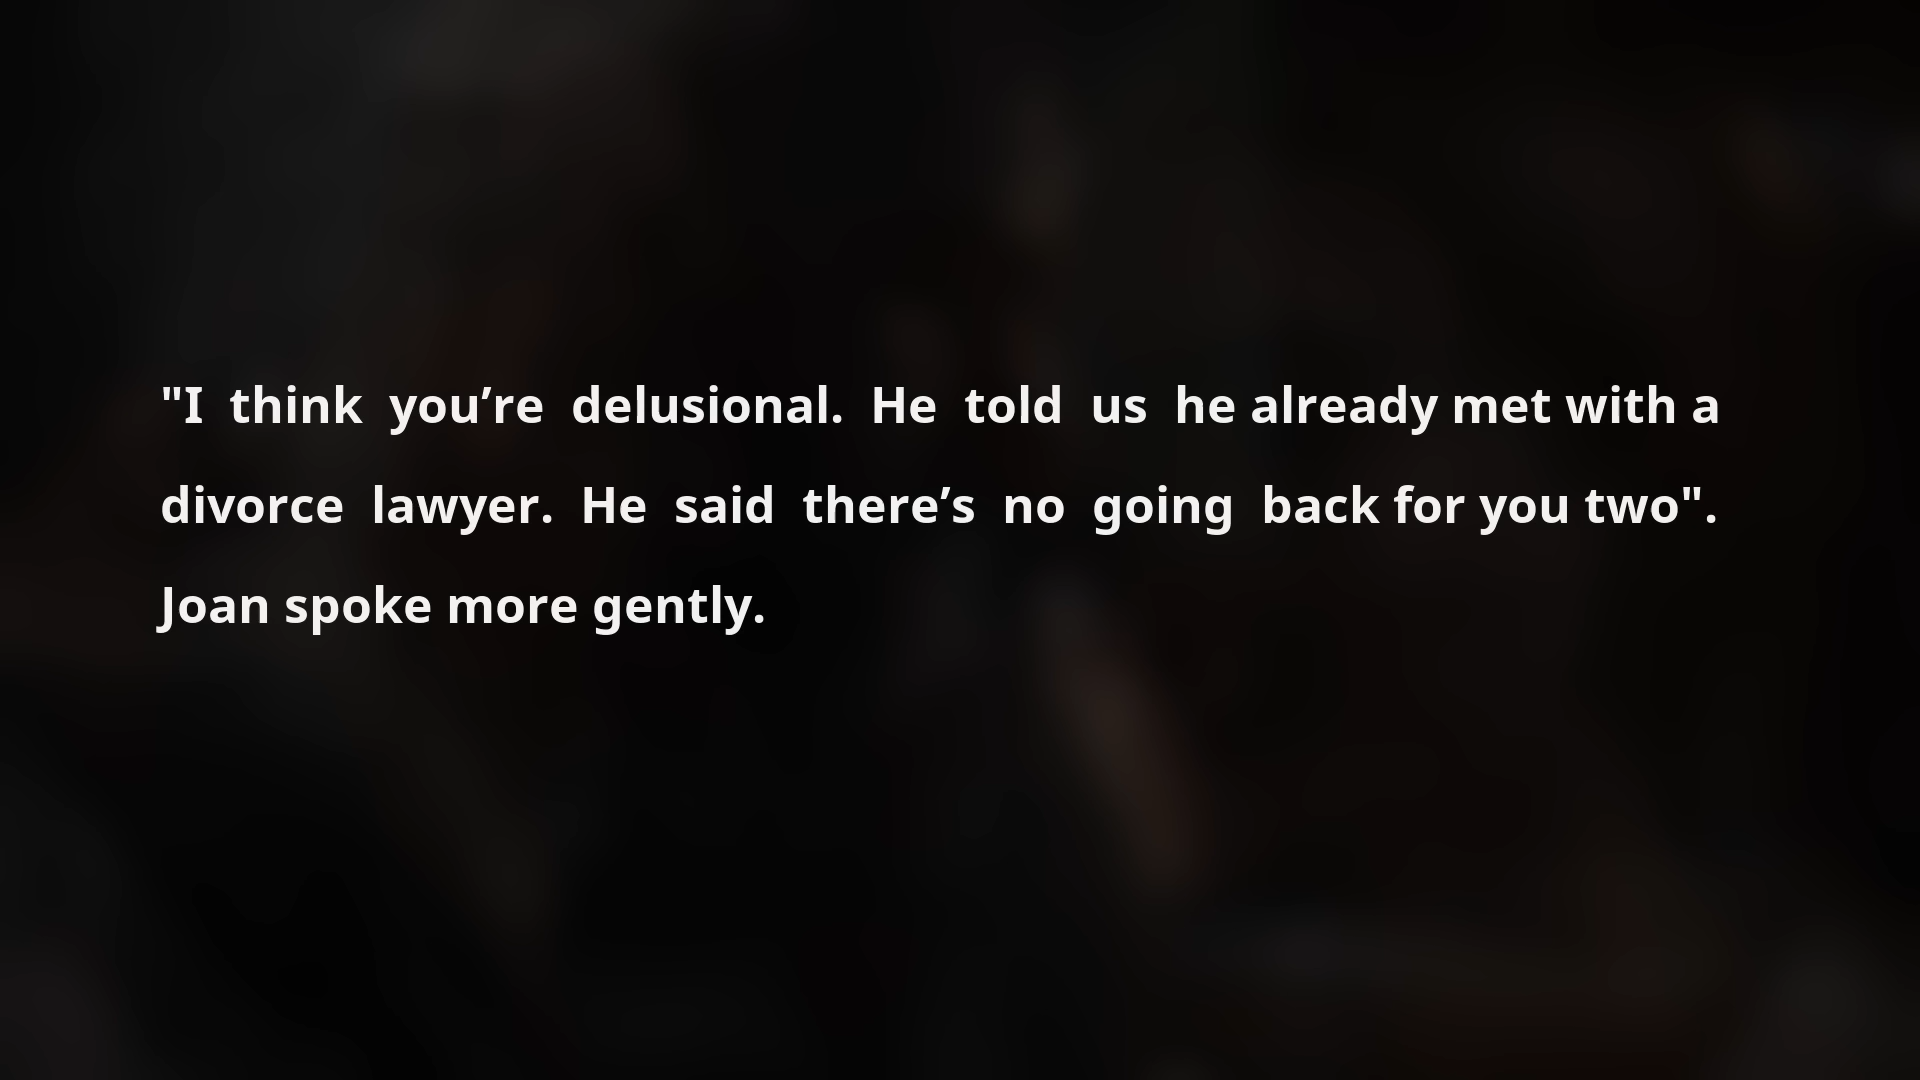 "I think you’re delusional. He told us he already met with a
divorce lawyer. He said there’s no going back for you two".
Joan spoke more gently.